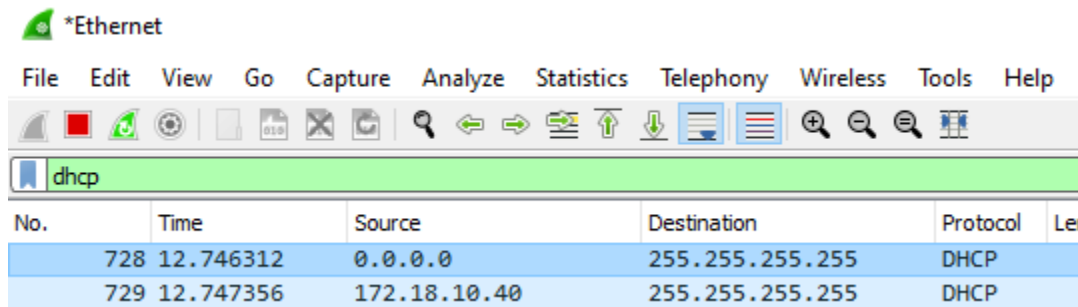 *Ethernet
File Edit View Go Capture Analyze Statistics Telephony Wireless Tools Help
dhcp
No. Time Source Destination Protocol Le
728 12.746312 0.0.0.0 255.255.255.255 DHCP
729 12.747356 172.18.10.40 255.255.255.255 DHCP